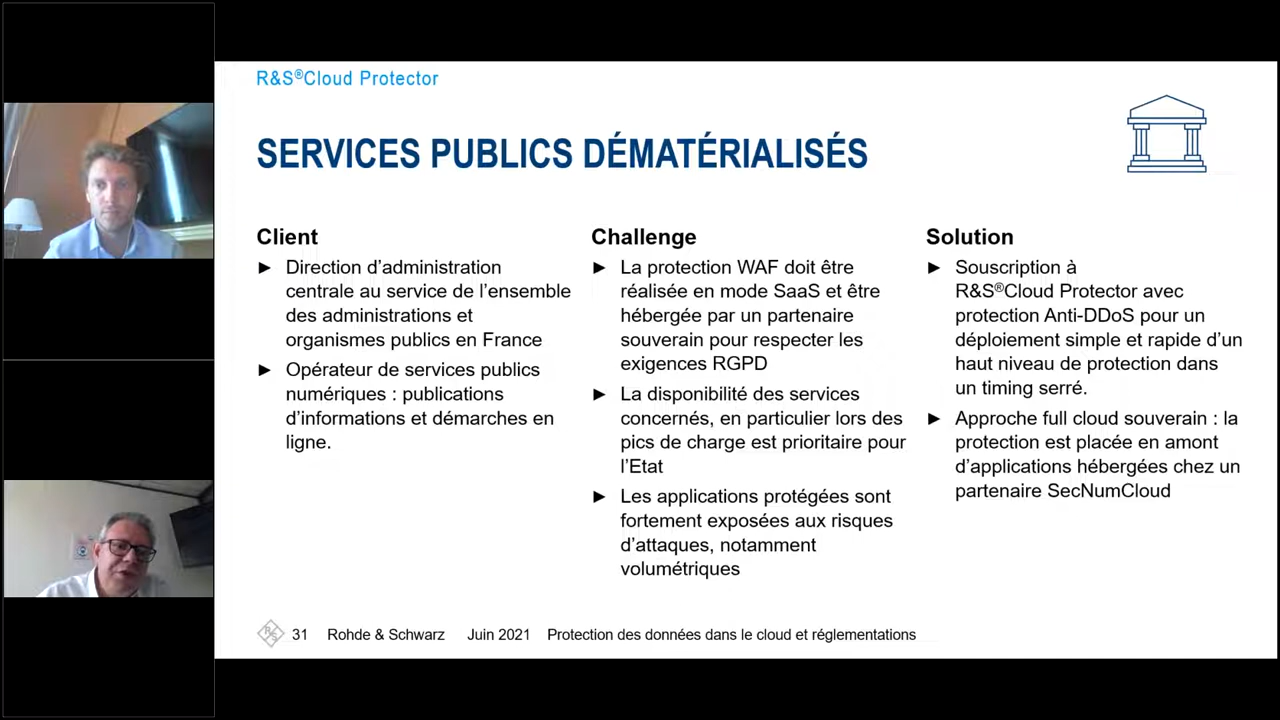 R&S®Cloud Protector
SERVICES PUBLICS DÉMATÉRIALISÉS
Client
► Direction d’administration
centrale au service de l’ensemble
des administrations et
organismes publics en France
► Opérateur de services publics
numériques : publications
d’informations et démarches en
ligne.
Challenge
► La protection WAF doit être
réalisée en mode SaaS et être
hébergée par un partenaire
souverain pour respecter les
exigences RGPD
► La disponibilité des services
concernés, en particulier lors des
pics de charge est prioritaire pour
l’Etat
► Les applications protégées sont
fortement exposées aux risques
d’attaques, notamment
volumétriques
Solution
► Souscription à
R&S®Cloud Protector avec
protection Anti-DDoS pour un
déploiement simple et rapide d’un
haut niveau de protection dans
un timing serré.
► Approche full cloud souverain : la
protection est placée en amont
d’applications hébergées chez un
partenaire SecNumCloud
R&S 31 Rohde & Schwarz Juin 2021 Protection des données dans le cloud et réglementations